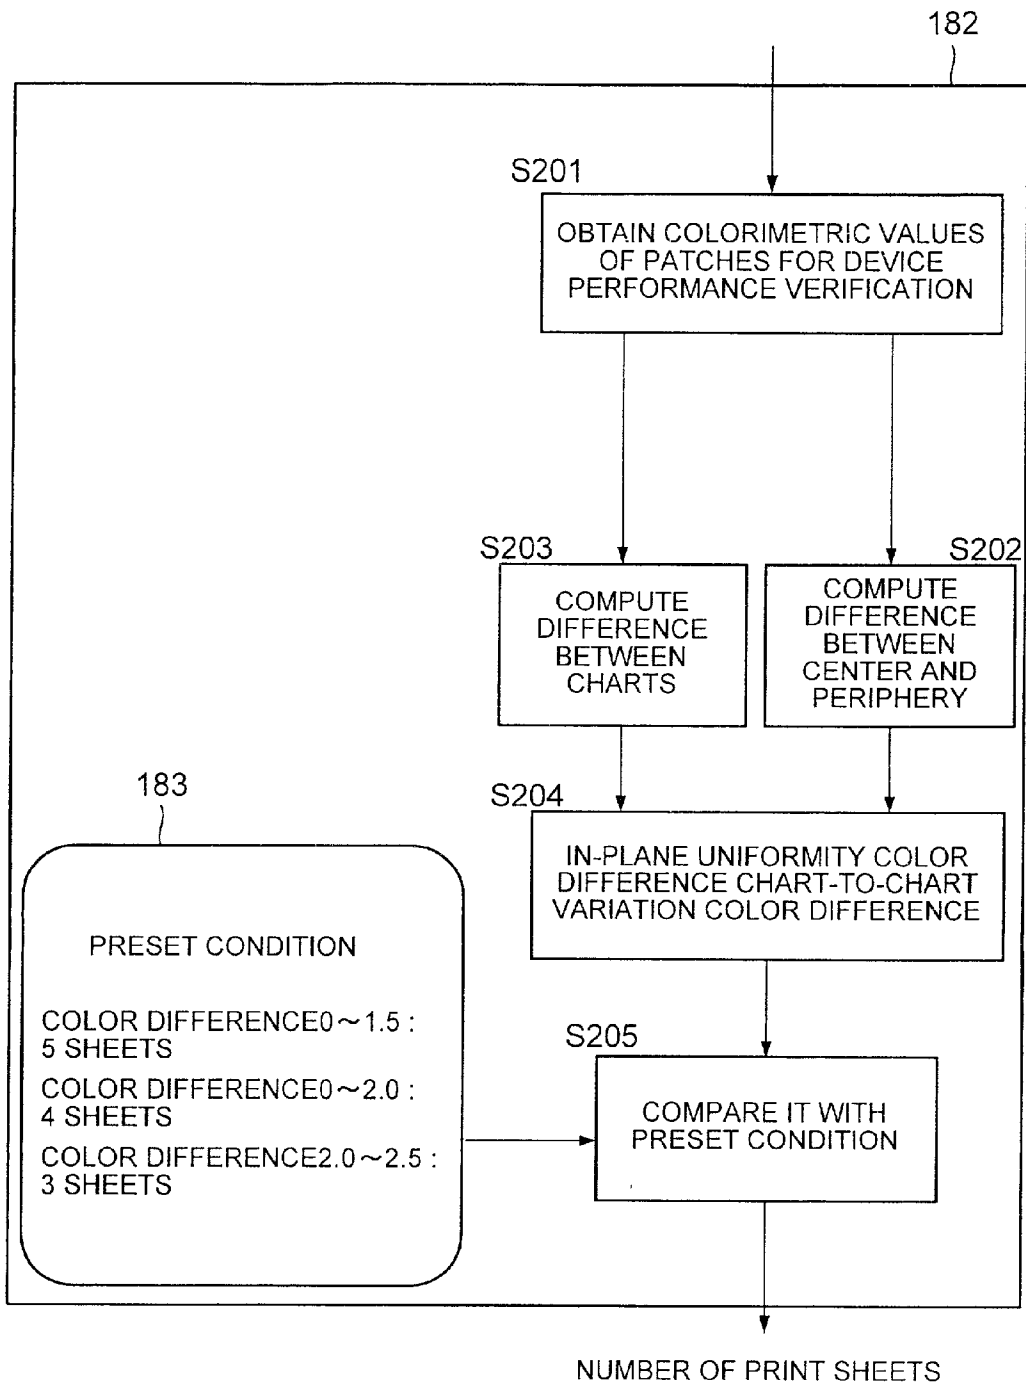 182
S201
OBTAIN COLORIMETRIC VALUES
OF PATCHES FOR DEVICE
PERFORMANCE VERIFICATION
S203
COMPUTE
DIFFERENCE
BETWEEN
CHARTS
S202
COMPUTE
DIFFERENCE
BETWEEN
CENTER AND
PERIPHERY
S204
IN-PLANE UNIFORMITY COLOR
DIFFERENCE CHART-TO-CHART
VARIATION COLOR DIFFERENCE
183
PRESET CONDITION
COLOR DIFFERENCE0～1.5 :
5 SHEETS
COLOR DIFFERENCE0～2.0 :
4 SHEETS
COLOR DIFFERENCE2.0～2.5 :
3 SHEETS
S205
COMPARE IT WITH
PRESET CONDITION
NUMBER OF PRINT SHEETS